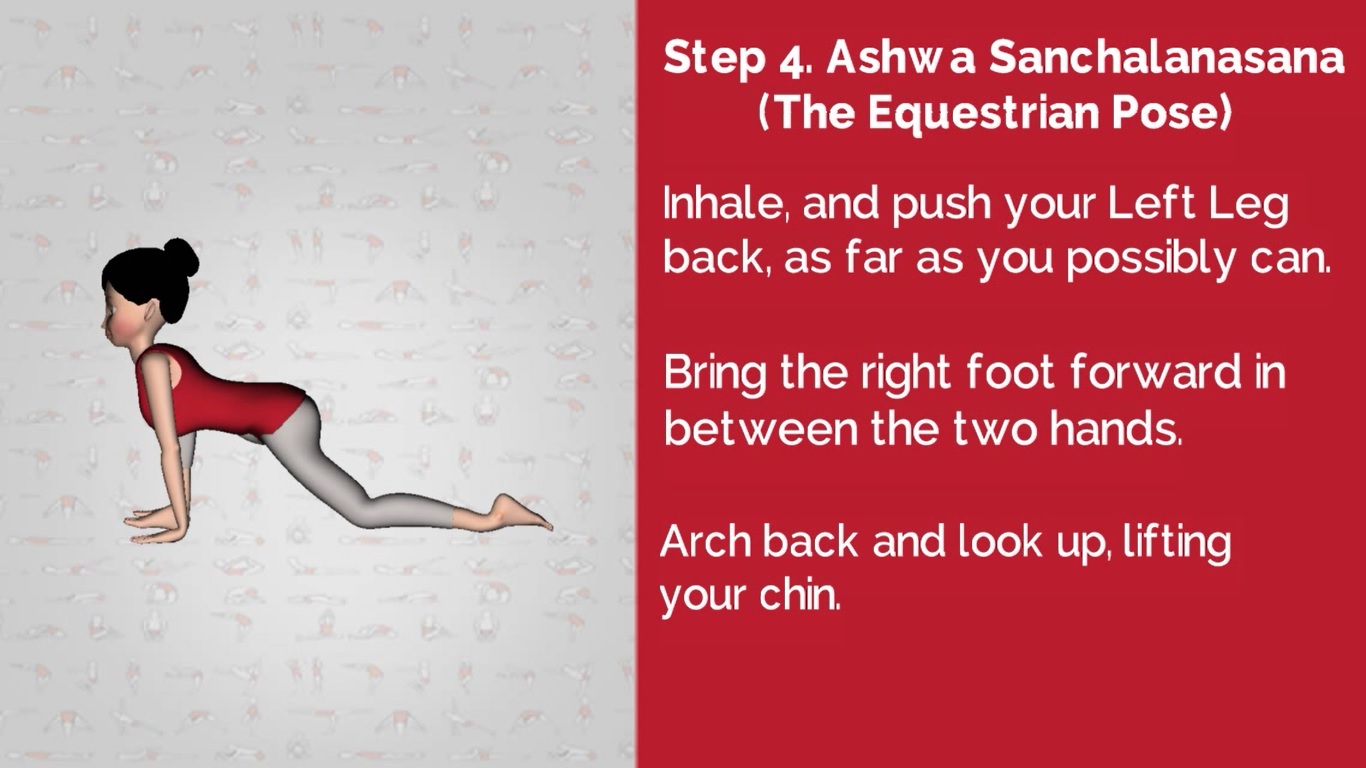 Step 4. Ashwa Sanchalanasana
(The Equestrian Pose)
Inhale, and push your Left Leg
back, as far as you possibly can.
Bring the right foot forward in
between the two hands.
Arch back and look up, lifting
your chin.